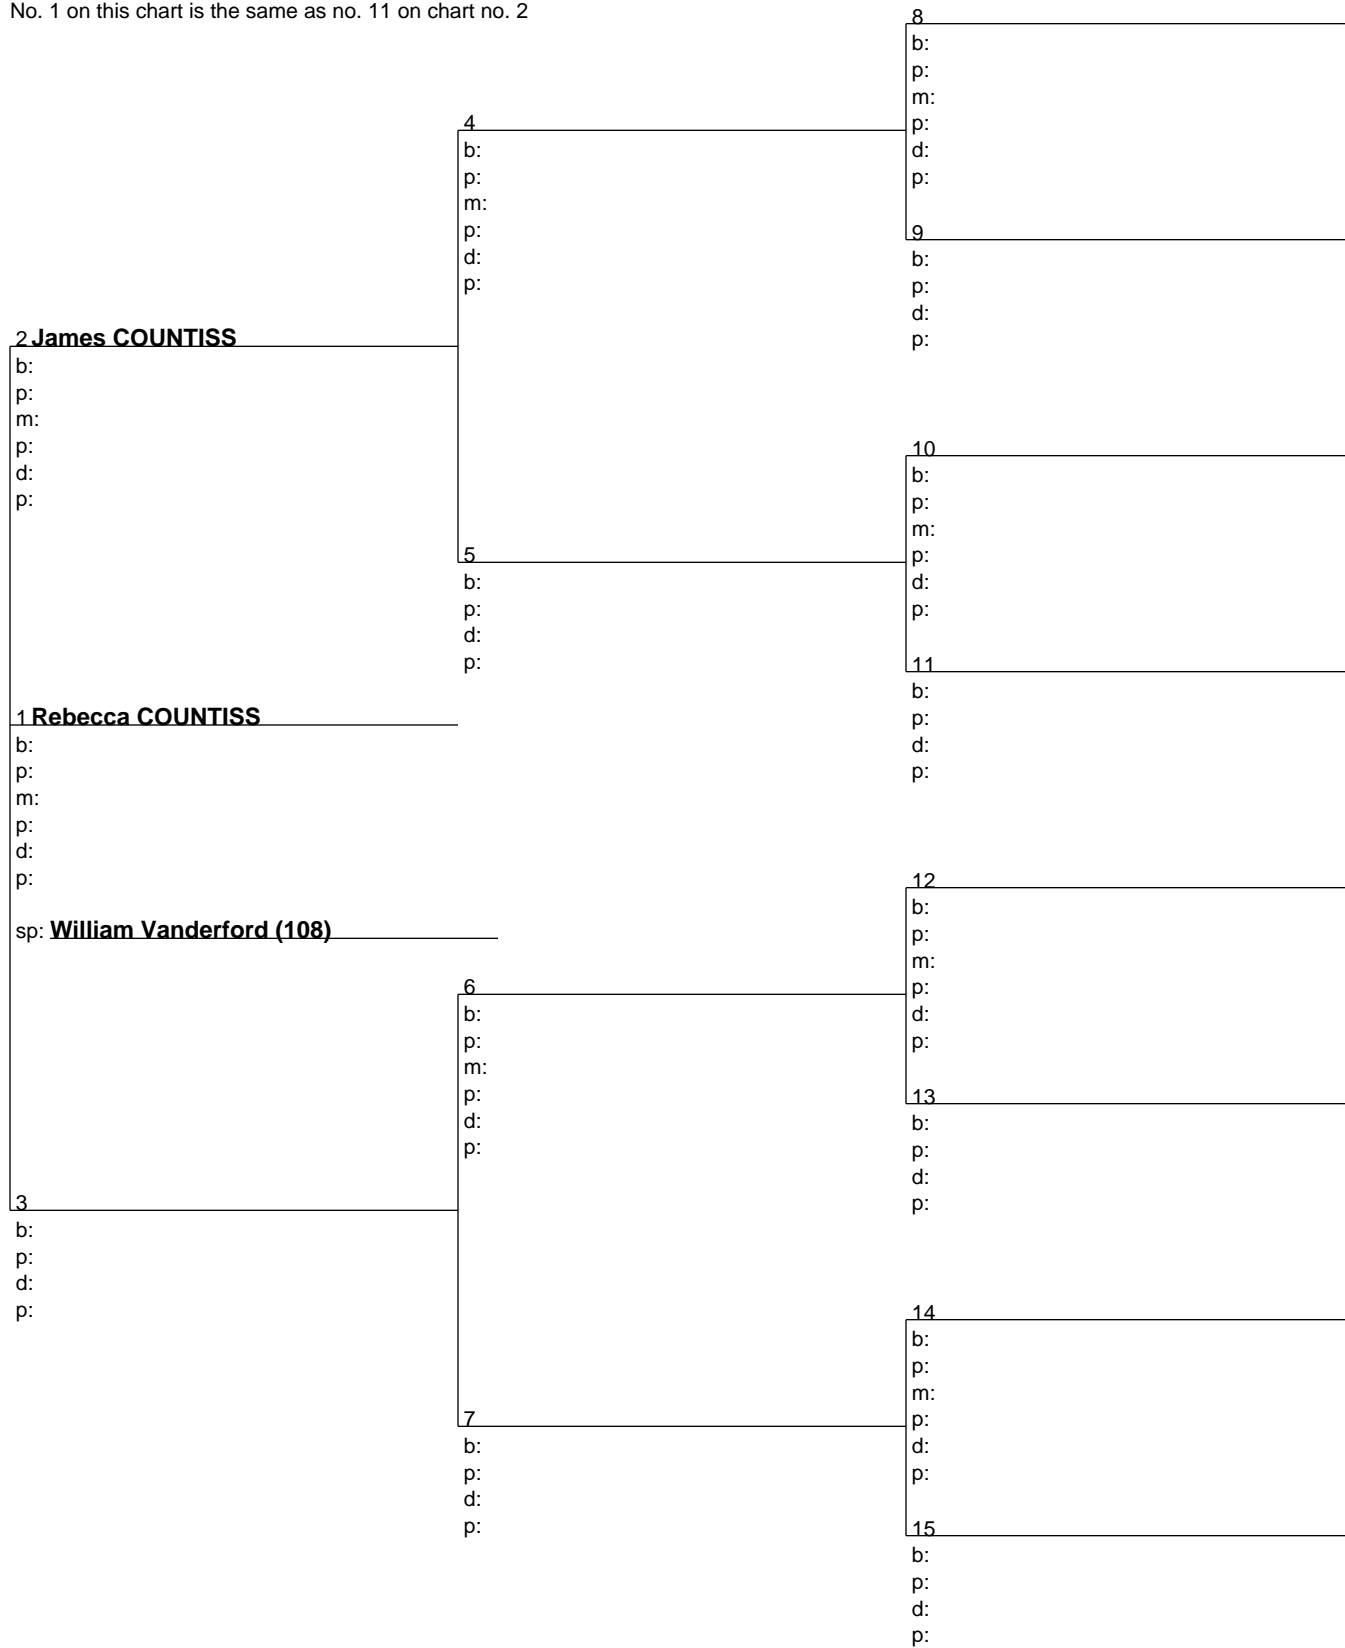 No. 1 on this chart is the same as no. 11 on chart no. 2
8
b:
p:
m:
p:
d:
p:
4
b:
p:
m:
p:
d:
p:
9
b:
p:
d:
p:
2 James COUNTISS
b:
p:
m:
p:
d:
p:
10
b:
p:
m:
p:
d:
p:
5
b:
p:
d:
p:
11
b:
p:
d:
p:
1 Rebecca COUNTISS
b:
p:
m:
p:
d:
p:
sp: William Vanderford (108)
12
b:
p:
m:
p:
d:
p:
6
b:
p:
m:
p:
d:
p:
13
b:
p:
d:
p:
3
b:
p:
d:
p:
14
b:
p:
m:
p:
d:
p:
7
b:
p:
d:
p:
15
b:
p:
d:
p: